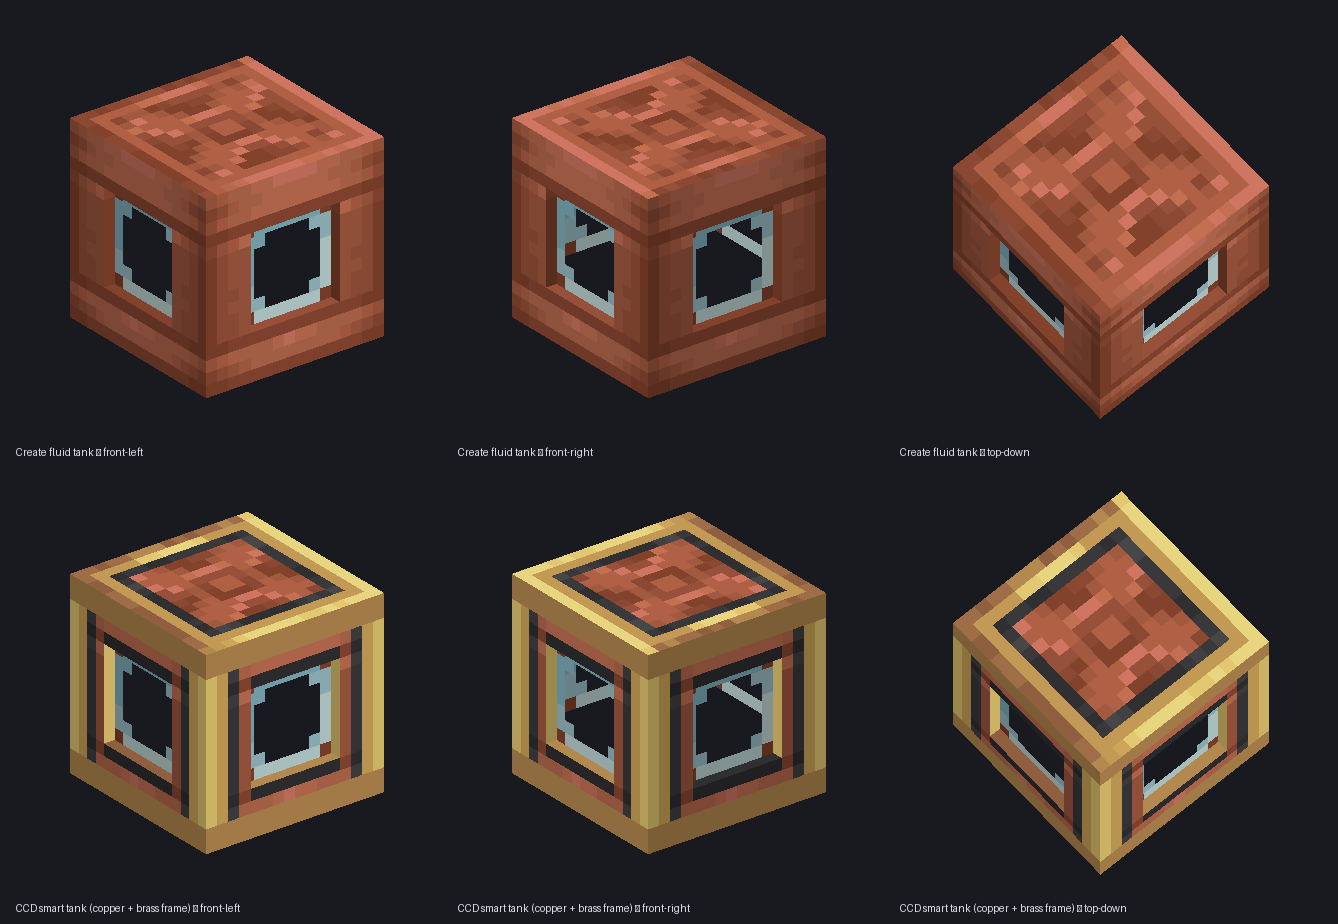 Create fluid tank ▯ front-left
Create fluid tank ▯ front-right
Create fluid tank ▯ top-down
CCD smart tank (copper + brass frame) ▯ front-left
CCD smart tank (copper + brass frame) ▯ front-right
CCD smart tank (copper + brass frame) ▯ top-down